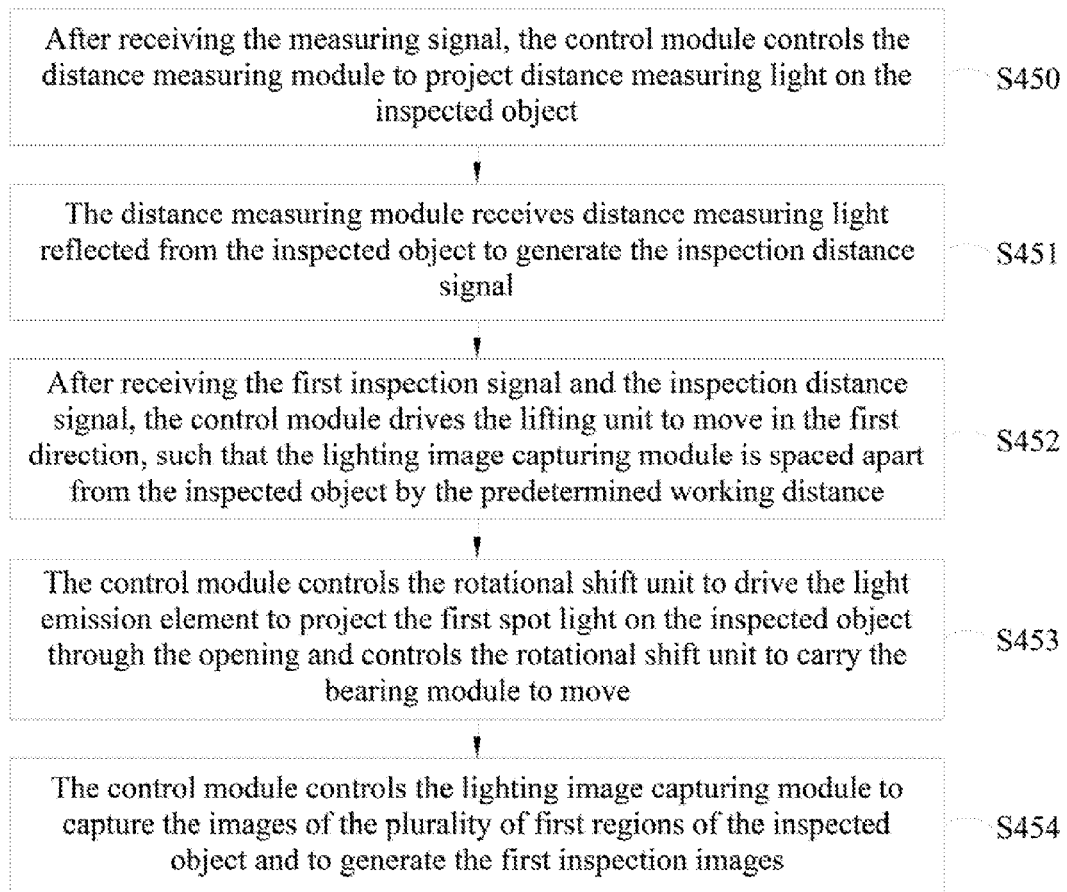 After receiving the measuring signal, the control module controls the
distance measuring module to project distance measuring light on the
inspected object
S450
The distance measuring module receives distance measuring light
reflected from the inspected object to generate the inspection distance
signal
S451
After receiving the first inspection signal and the inspection distance
signal, the control module drives the lifting unit to move in the first
direction, such that the lighting image capturing module is spaced apart
from the inspected object by the predetermined working distance
S452
The control module controls the rotational shift unit to drive the light
emission element to project the first spot light on the inspected object
through the opening and controls the rotational shift unit to carry the
bearing module to move
S453
The control module controls the lighting image capturing module to
capture the images of the plurality of first regions of the inspected
object and to generate the first inspection images
S454